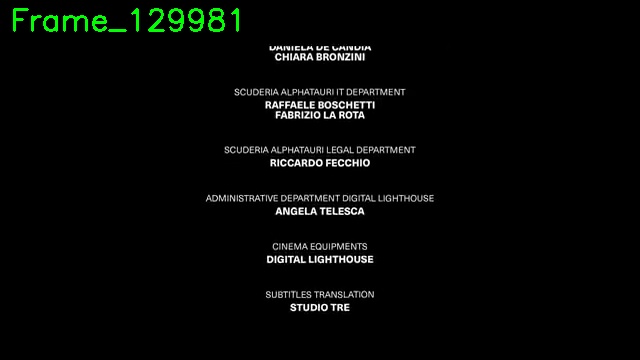 Frame_129981
DANIELA DE CANDIA
CHIARA BRONZINI
SCUDERIA ALPHATAURI IT DEPARTMENT
RAFFAELE BOSCHETTI
FABRIZIO LA ROTA
SCUDERIA ALPHATAURI LEGAL DEPARTMENT
RICCARDO FECCHIO
ADMINISTRATIVE DEPARTMENT DIGITAL LIGHTHOUSE
ANGELA TELESCA
CINEMA EQUIPMENTS
DIGITAL LIGHTHOUSE
SUBTITLES TRANSLATION
STUDIO TRE